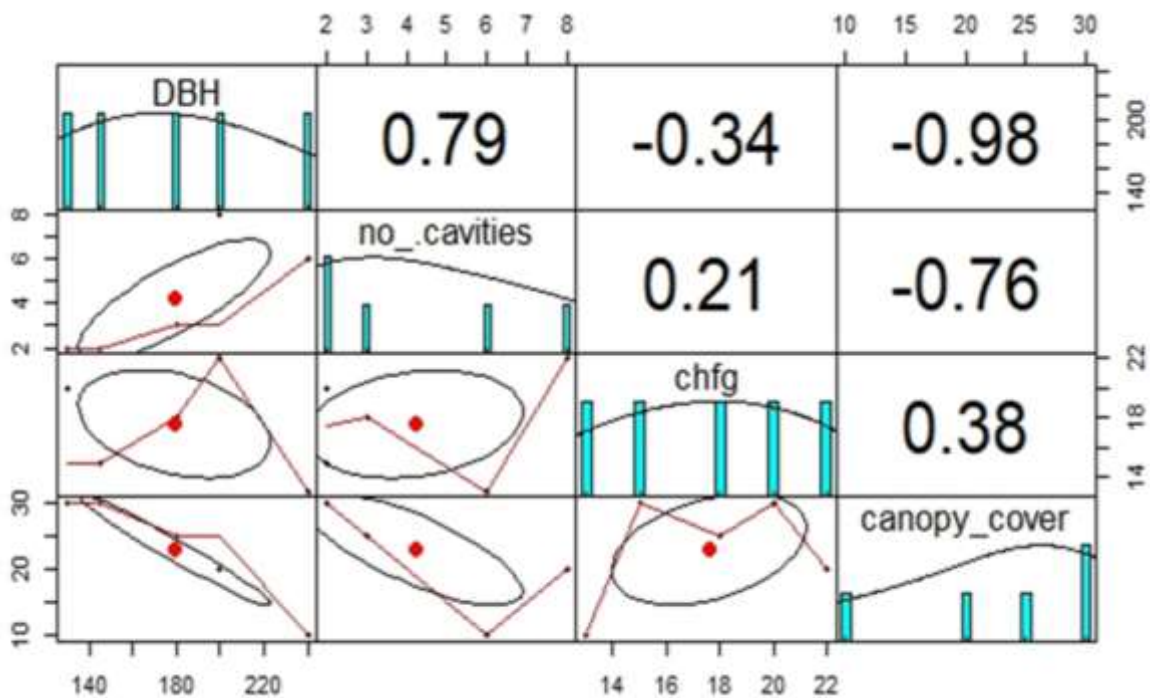 2 3 4 5 6 7 8 10 15 20 25 30
DBH 0.79 -0.34 -0.98
140 200
no_.cavities 0.21 -0.76
2 4 6 8
chfg 0.38
14 18 22
canopy_cover
10 20 30
140 180 220 14 16 18 20 22